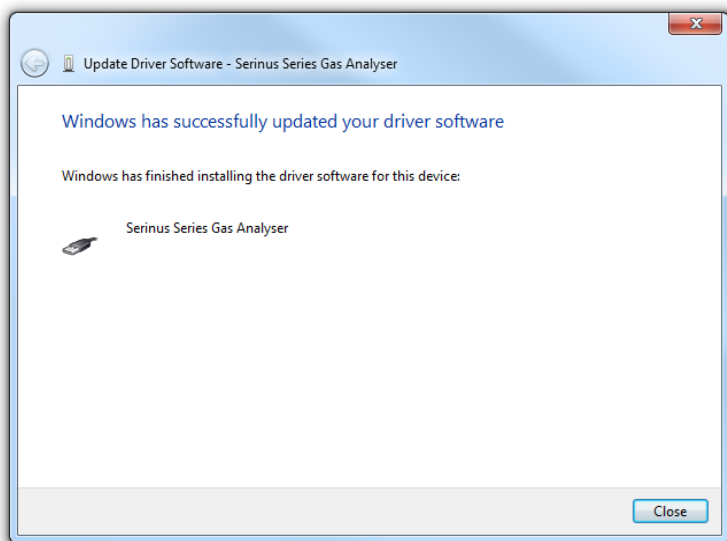 Update Driver Software - Serinus Series Gas Analyser
Windows has successfully updated your driver software
Windows has finished installing the driver software for this device:
Serinus Series Gas Analyser
Close